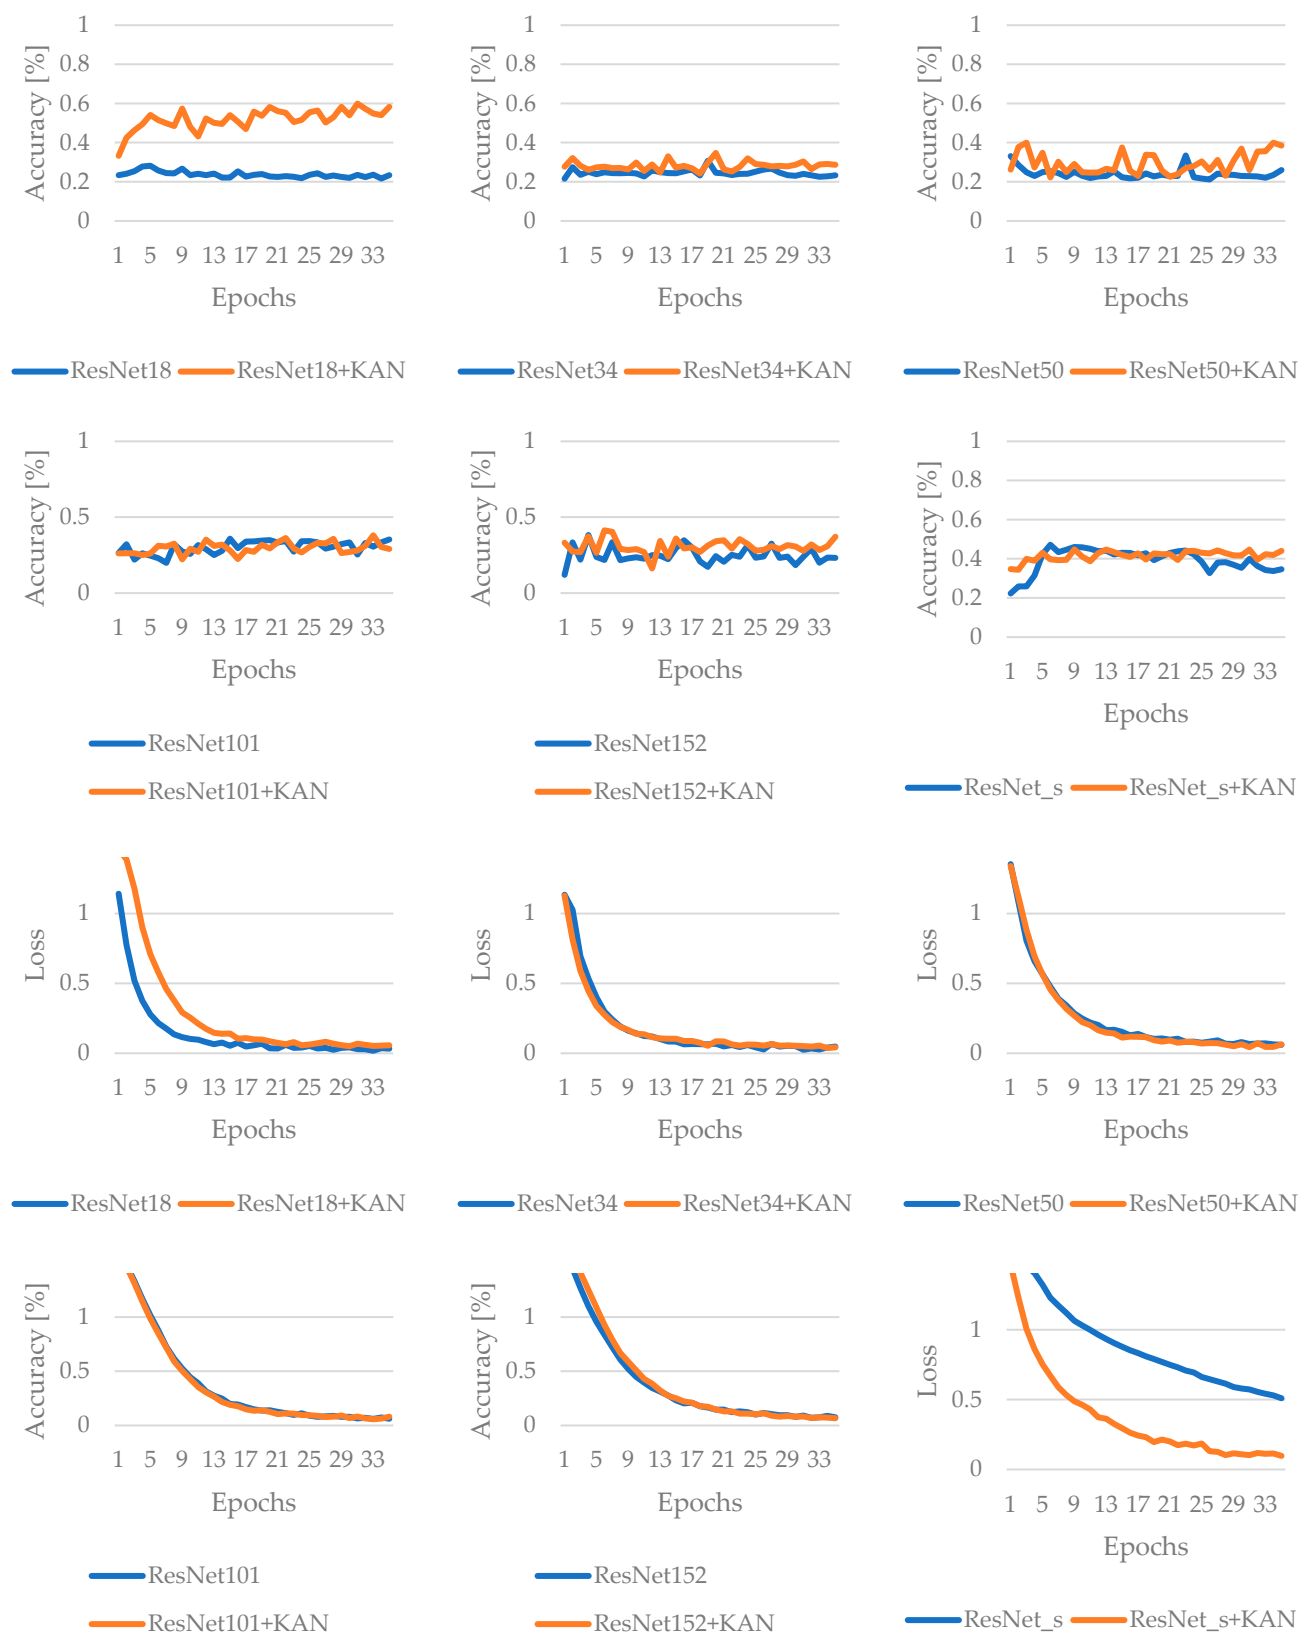 Accuracy [%]
1
0.8
0.6
0.4
0.2
0
1 5 9 13 17 21 25 29 33
Epochs
ResNet18 ResNet18+KAN
Accuracy [%]
1
0.8
0.6
0.4
0.2
0
1 5 9 13 17 21 25 29 33
Epochs
ResNet34 ResNet34+KAN
Accuracy [%]
1
0.8
0.6
0.4
0.2
0
1 5 9 13 17 21 25 29 33
Epochs
ResNet50 ResNet50+KAN
Accuracy [%]
1
0.5
0
1 5 9 13 17 21 25 29 33
Epochs
ResNet101
ResNet101+KAN
Accuracy [%]
1
0.5
0
1 5 9 13 17 21 25 29 33
Epochs
ResNet152
ResNet152+KAN
Accuracy [%]
1
0.8
0.6
0.4
0.2
0
1 5 9 13 17 21 25 29 33
Epochs
ResNet_s ResNet_s+KAN
Loss
1
0.5
0
1 5 9 13 17 21 25 29 33
Epochs
ResNet18 ResNet18+KAN
Loss
1
0.5
0
1 5 9 13 17 21 25 29 33
Epochs
ResNet34 ResNet34+KAN
Loss
1
0.5
0
1 5 9 13 17 21 25 29 33
Epochs
ResNet50 ResNet50+KAN
Accuracy [%]
1
0.5
0
1 5 9 13 17 21 25 29 33
Epochs
ResNet101
ResNet101+KAN
Accuracy [%]
1
0.5
0
1 5 9 13 17 21 25 29 33
Epochs
ResNet152
ResNet152+KAN
Loss
1
0.5
0
1 5 9 13 17 21 25 29 33
Epochs
ResNet_s ResNet_s+KAN